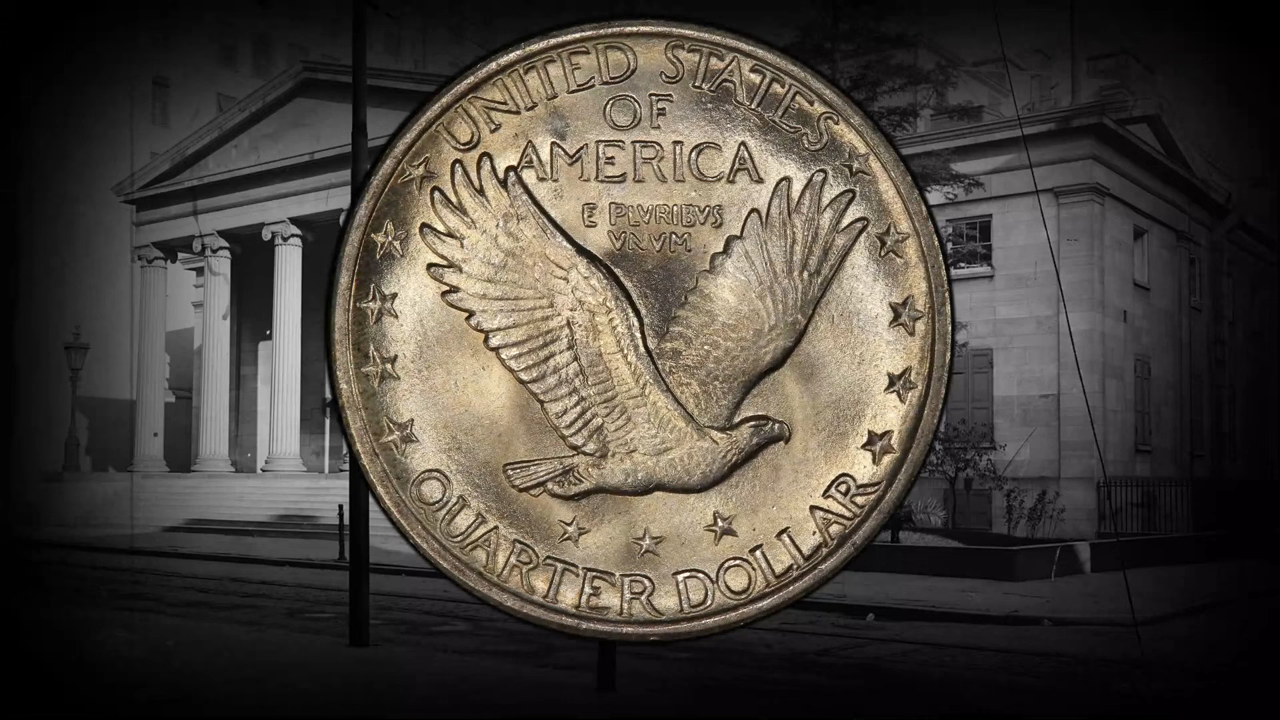 UNITED STATES
OF
AMERICA
E PLVRIBVS
VNVM
QUARTER DOLLAR